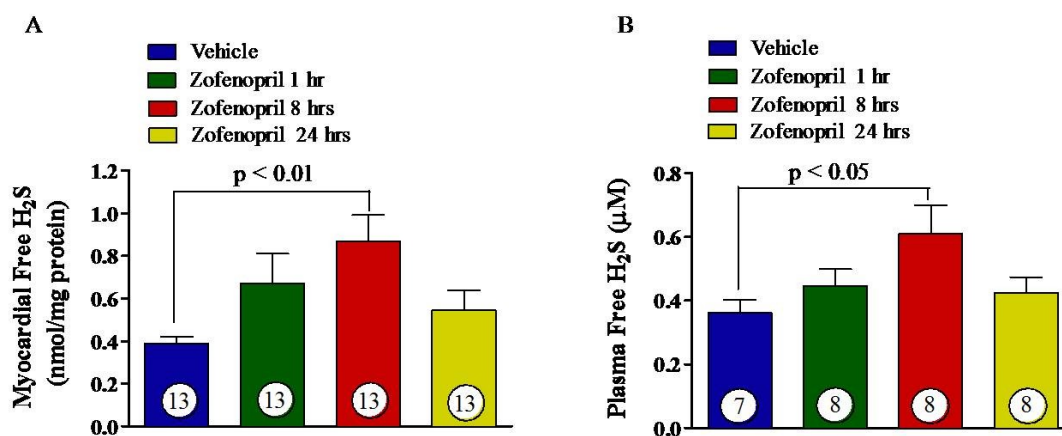 A
Vehicle
Zofenopril 1 hr
Zofenopril 8 hrs
Zofenopril 24 hrs
p < 0.01
Myocardial Free H₂S
(nmol/mg protein)
1.2
1.0
0.8
0.6
0.4
0.2
0.0
13
13
13
13
B
Vehicle
Zofenopril 1 hr
Zofenopril 8 hrs
Zofenopril 24 hrs
p < 0.05
Plasma Free H₂S (µM)
0.8
0.6
0.4
0.2
0.0
7
8
8
8